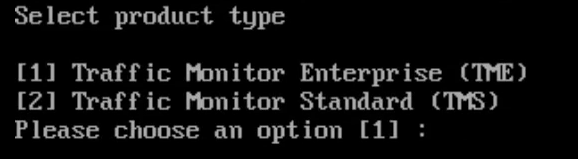 Select product type
[1] Traffic Monitor Enterprise (TME)
[2] Traffic Monitor Standard (TMS)
Please choose an option [1] :